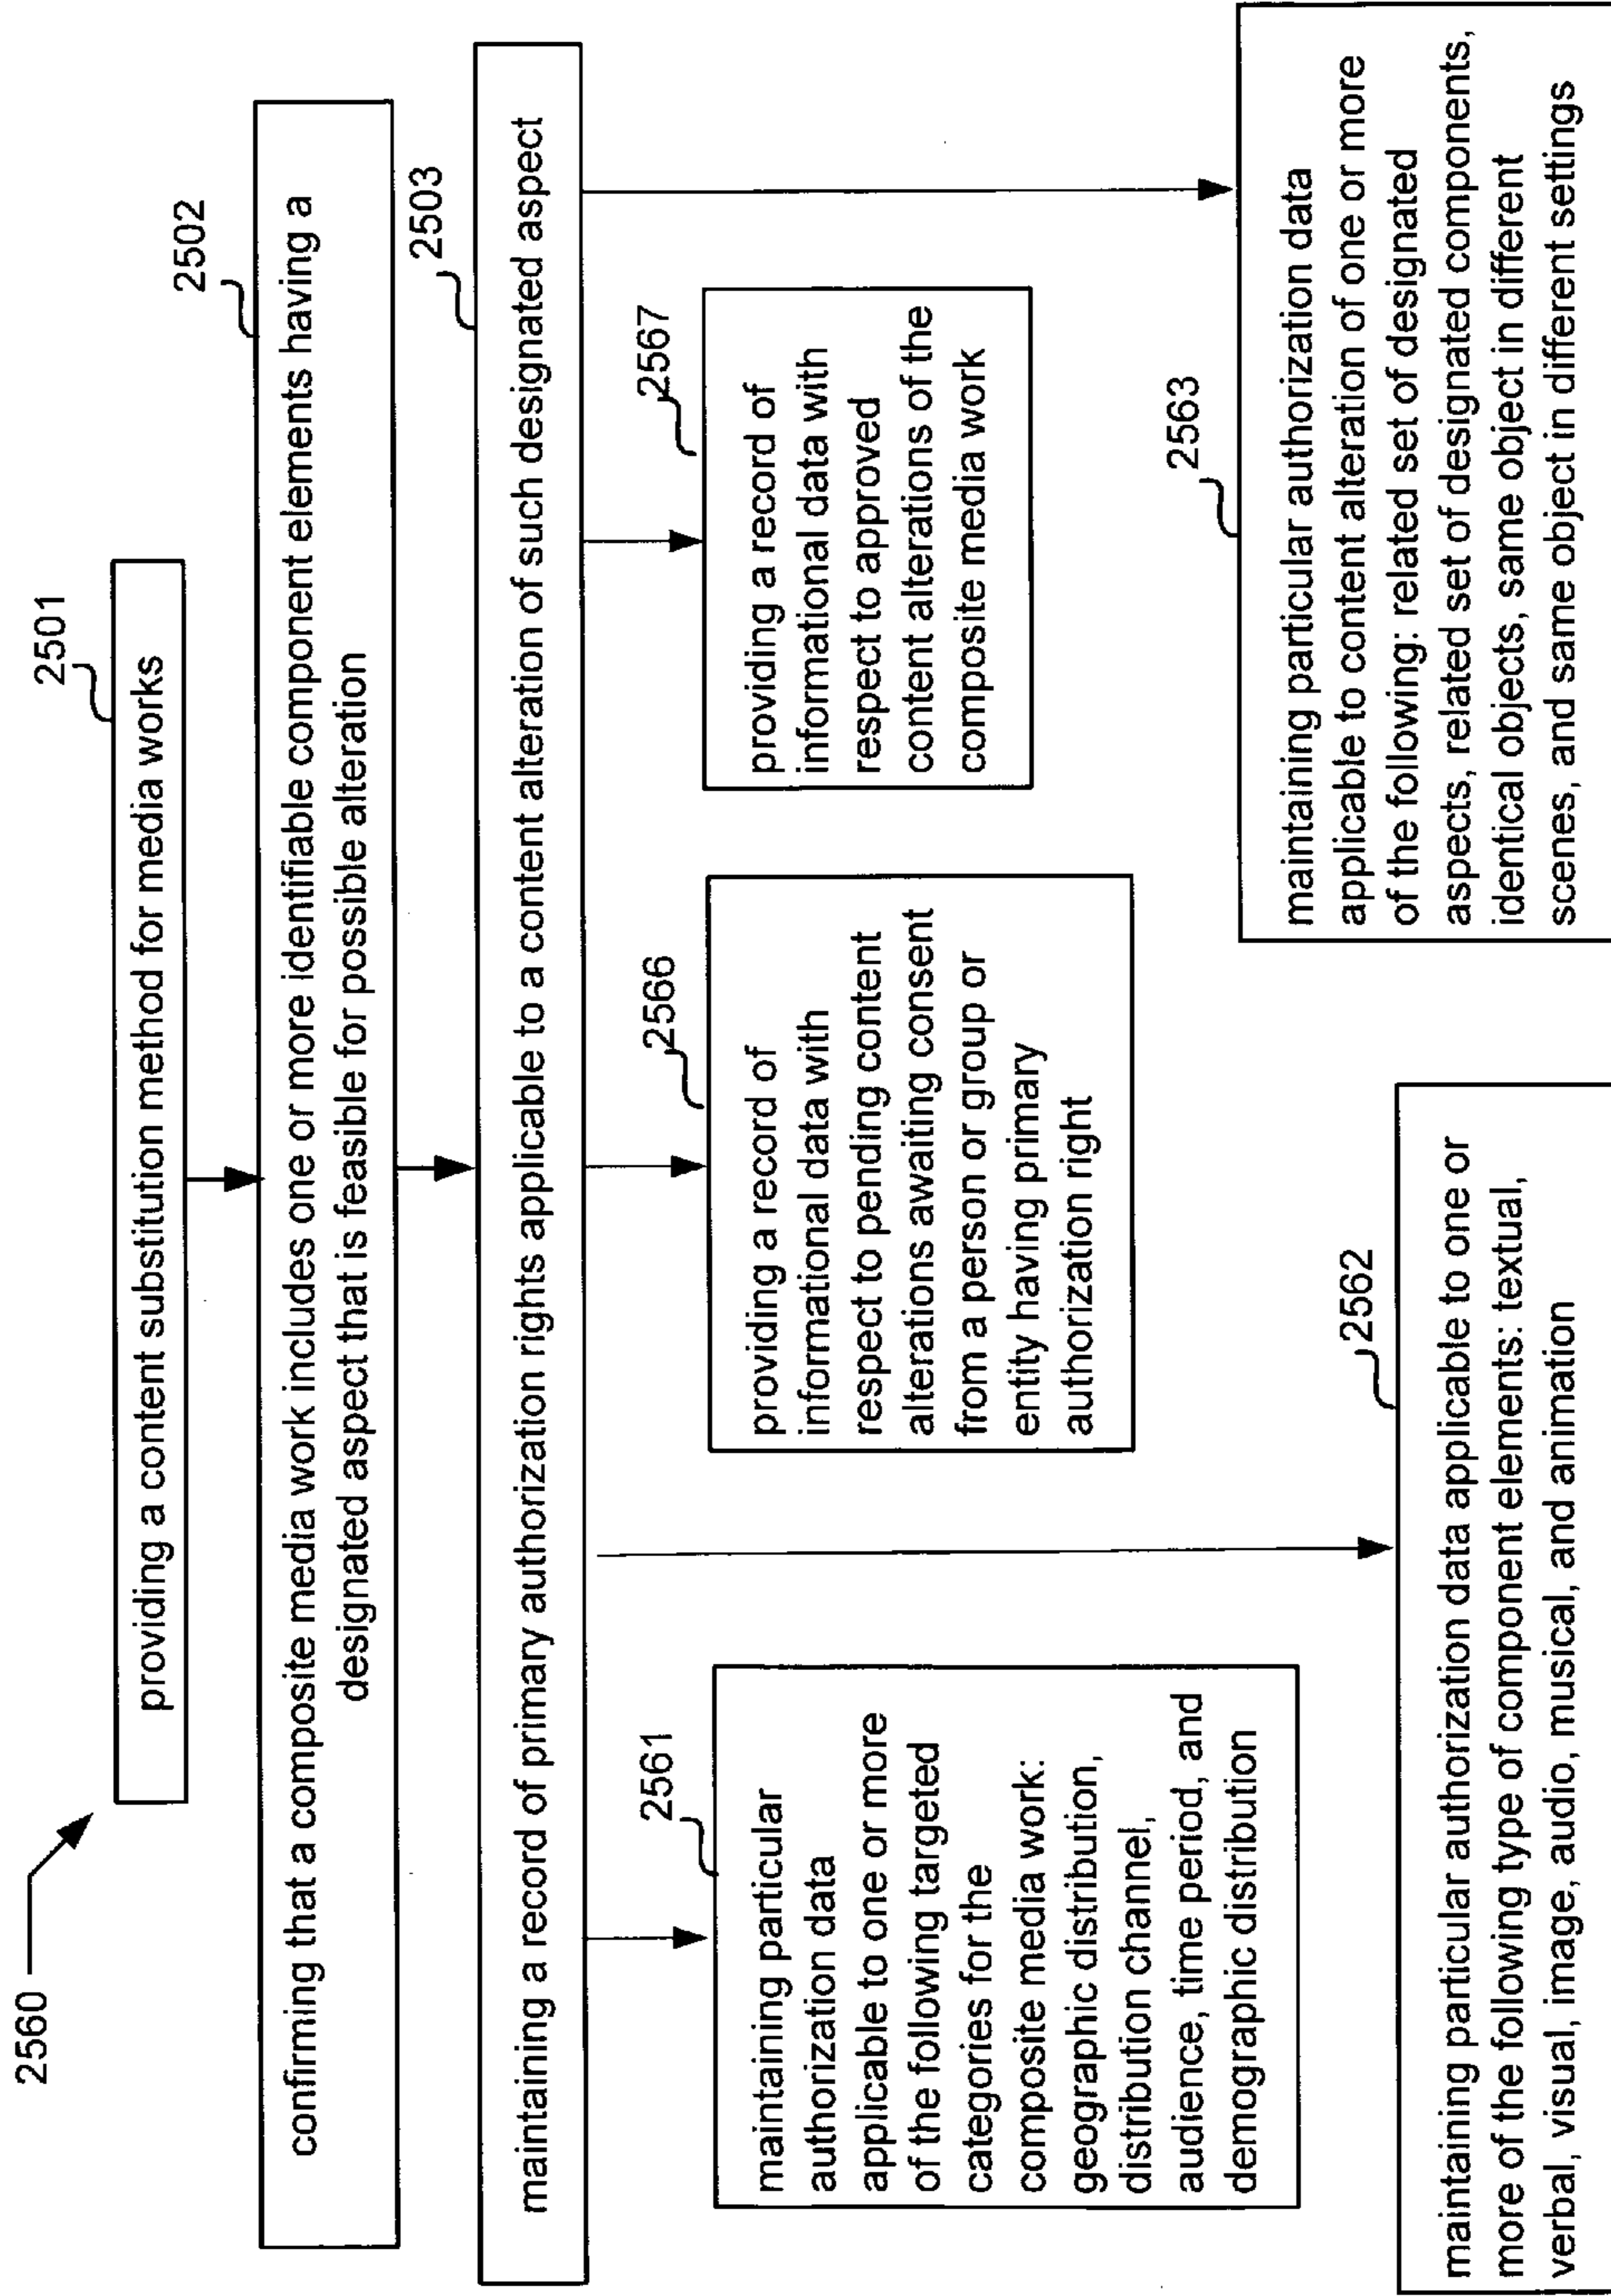 2560
2501
providing a content substitution method for media works
2502
confirming that a composite media work includes one or more identifiable component elements having a
designated aspect that is feasible for possible alteration
2503
maintaining a record of primary authorization rights applicable to a content alteration of such designated aspect
2561
maintaining particular
authorization data
applicable to one or more
of the following targeted
categories for the
composite media work:
geographic distribution,
distribution channel,
audience, time period, and
demographic distribution
2566
providing a record of
informational data with
respect to pending content
alterations awaiting consent
from a person or group or
entity having primary
authorization right
2567
providing a record of
informational data with
respect to approved
content alterations of the
composite media work
2562
maintaining particular authorization data applicable to one or
more of the following type of component elements: textual,
verbal, visual, image, audio, musical, and animation
2563
maintaining particular authorization data
applicable to content alteration of one or more
of the following: related set of designated
aspects, related set of designated components,
identical objects, same object in different
scenes, and same object in different settings